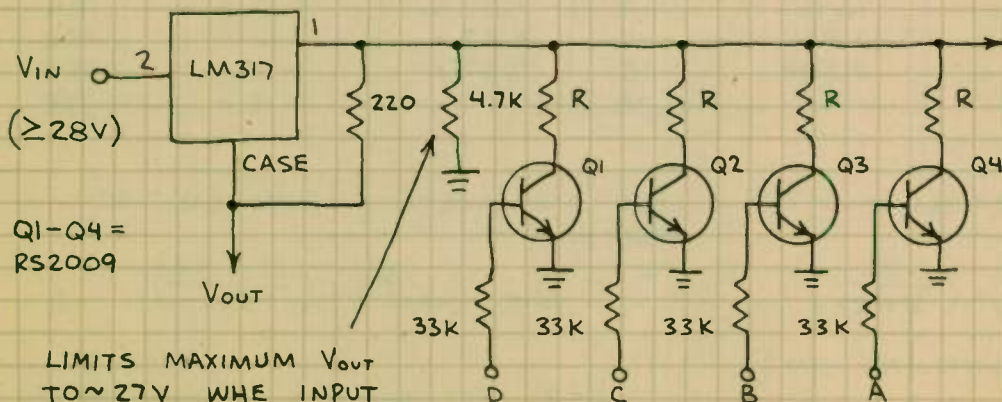 1
VIN 2 LM317
(≥28V)
220 4.7K R R R R
CASE
Q1 Q2 Q3 Q4
Q1-Q4 =
RS2009
VOUT
33K 33K 33K 33K
LIMITS MAXIMUM VOUT
TO ~27V WHE INPUT
D C B A